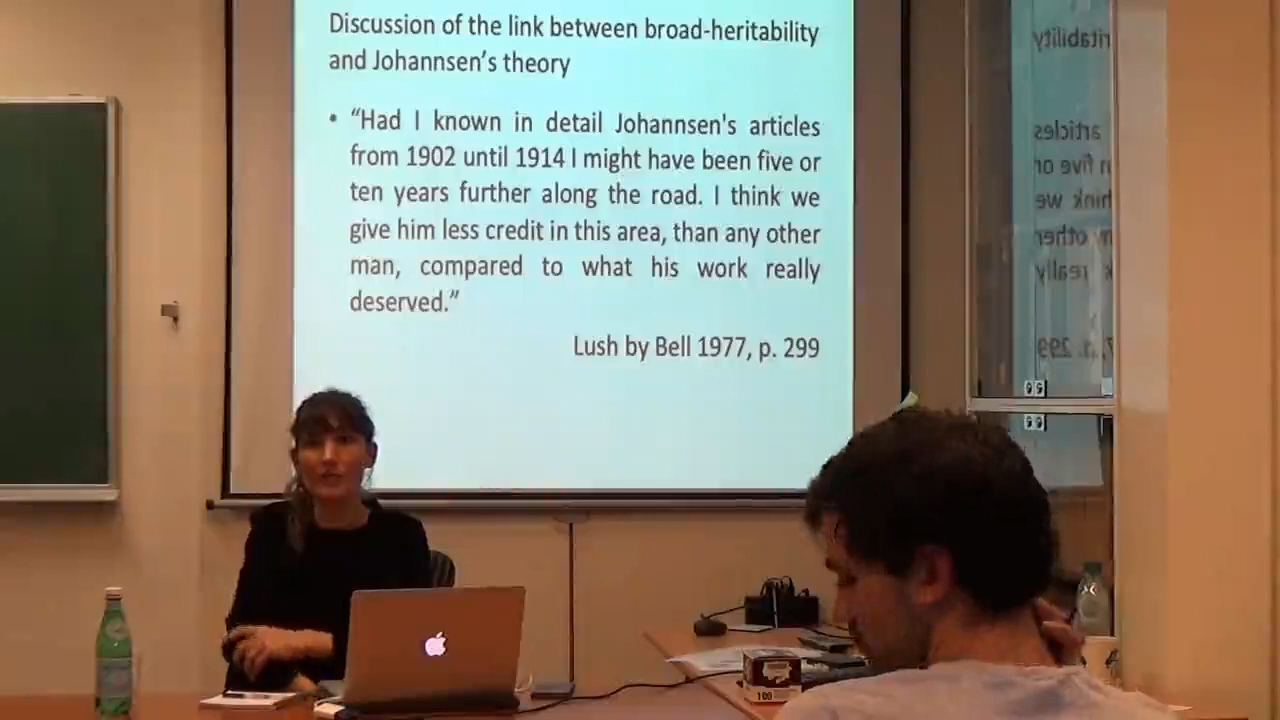 Discussion of the link between broad-heritability
and Johannsen’s theory
• “Had I known in detail Johannsen's articles
from 1902 until 1914 I might have been five or
ten years further along the road. I think we
give him less credit in this area, than any other
man, compared to what his work really
deserved.”
Lush by Bell 1977, p. 299
100